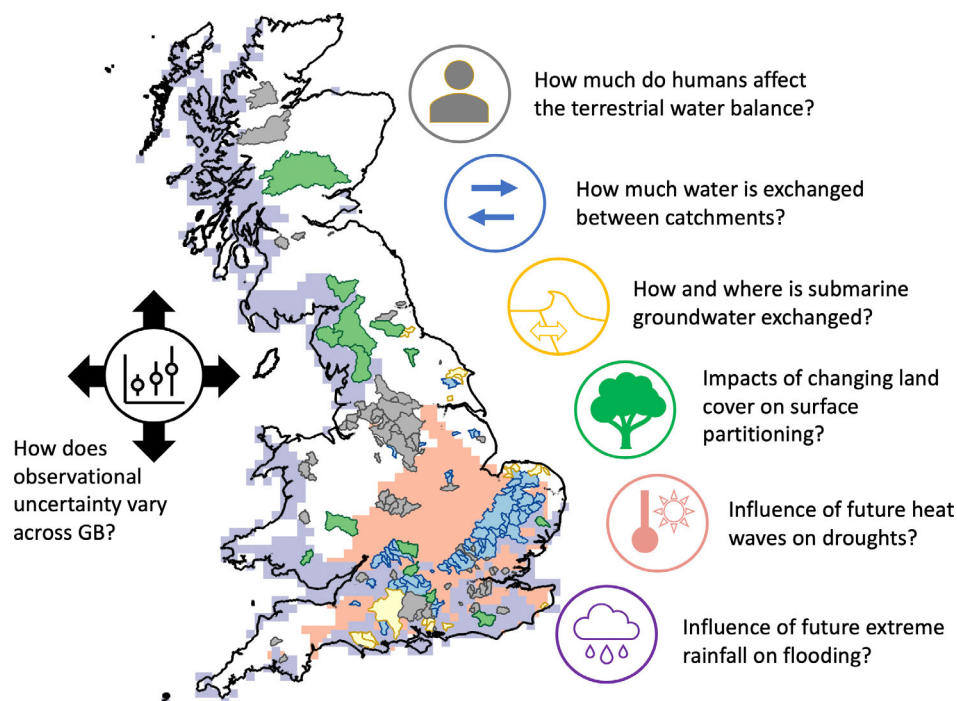 How much do humans affect
the terrestrial water balance?
How much water is exchanged
between catchments?
How and where is submarine
groundwater exchanged?
Impacts of changing land
cover on surface
partitioning?
How does
observational
uncertainty vary
across GB?
Influence of future heat
waves on droughts?
Influence of future extreme
rainfall on flooding?